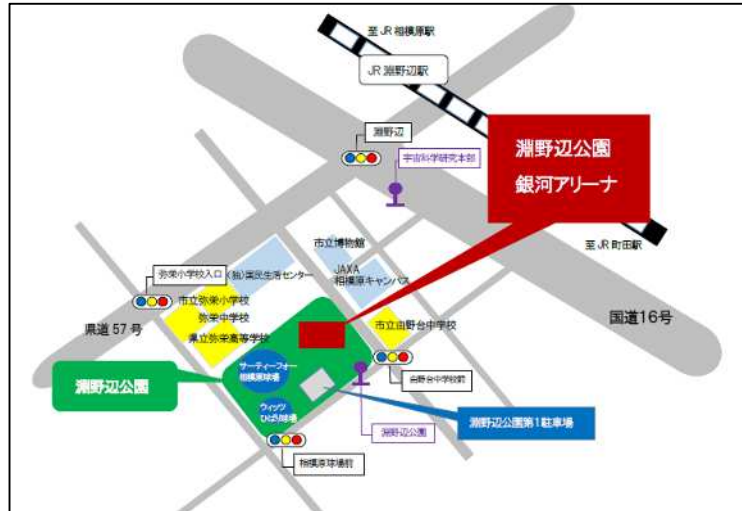 至JR相模原駅
JR 淵野辺駅
淵野辺
宇宙科学研究本部
淵野辺公園
銀河アリーナ
至JR町田駅
市立博物館
JAXA
相模原キャンパス
弥栄小学校入口
(独)国民生活センター
市立弥栄小学校
弥栄中学校
県立弥栄高等学校
県道57号
国道16号
市立由野台中学校
由野台中学校前
サーティーフォー
相模原球場
淵野辺公園
ウイッツ
ひばり球場
淵野辺公園
淵野辺公園第1駐車場
相模原球場前